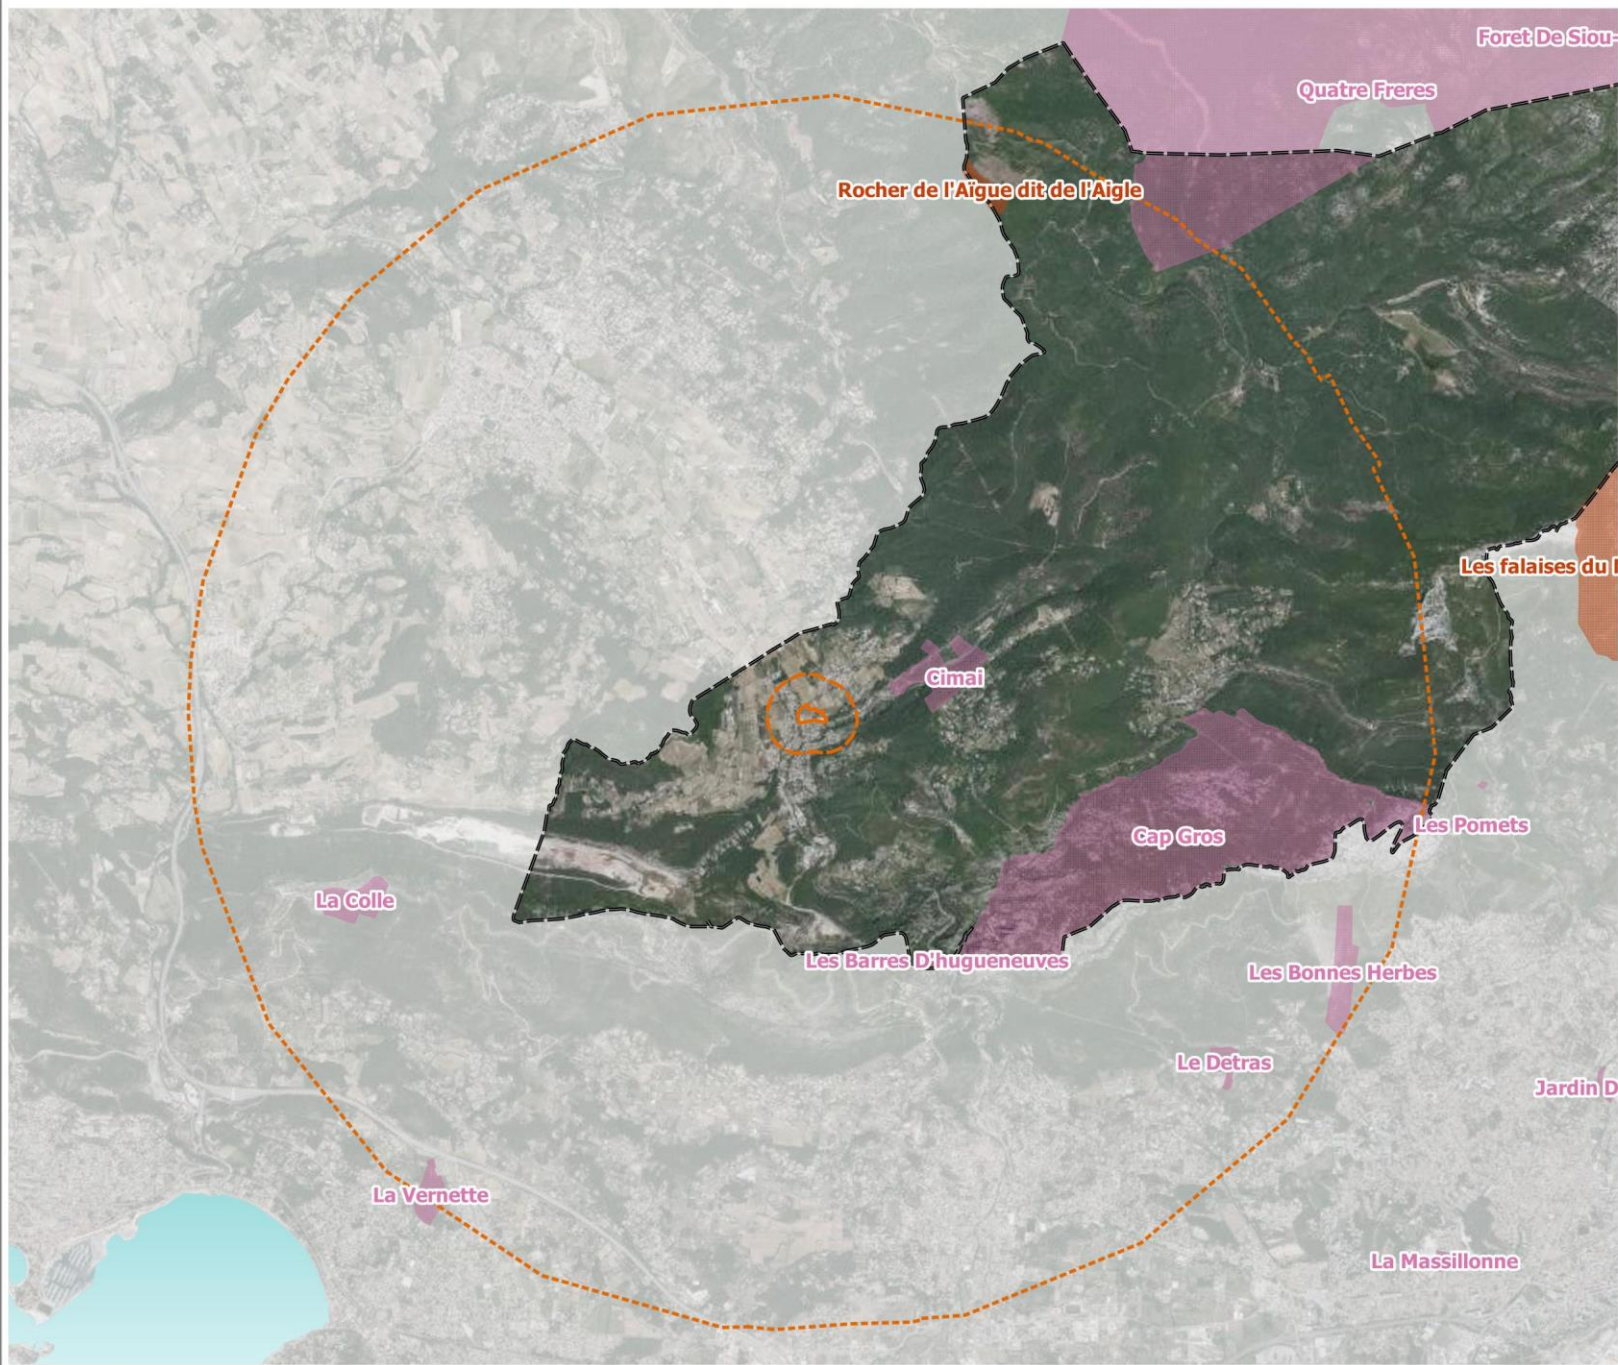 Foret De Siou-
Quatre Freres
Rocher de l'Aïgue dit de l'Aigle
Les falaises du
Cimai
Les Pomets
Cap Gros
La Colle
Les Barres D'hugueneuves
Les Bonnes Herbes
Le Detras
Jardin D
La Vernette
La Massillonne